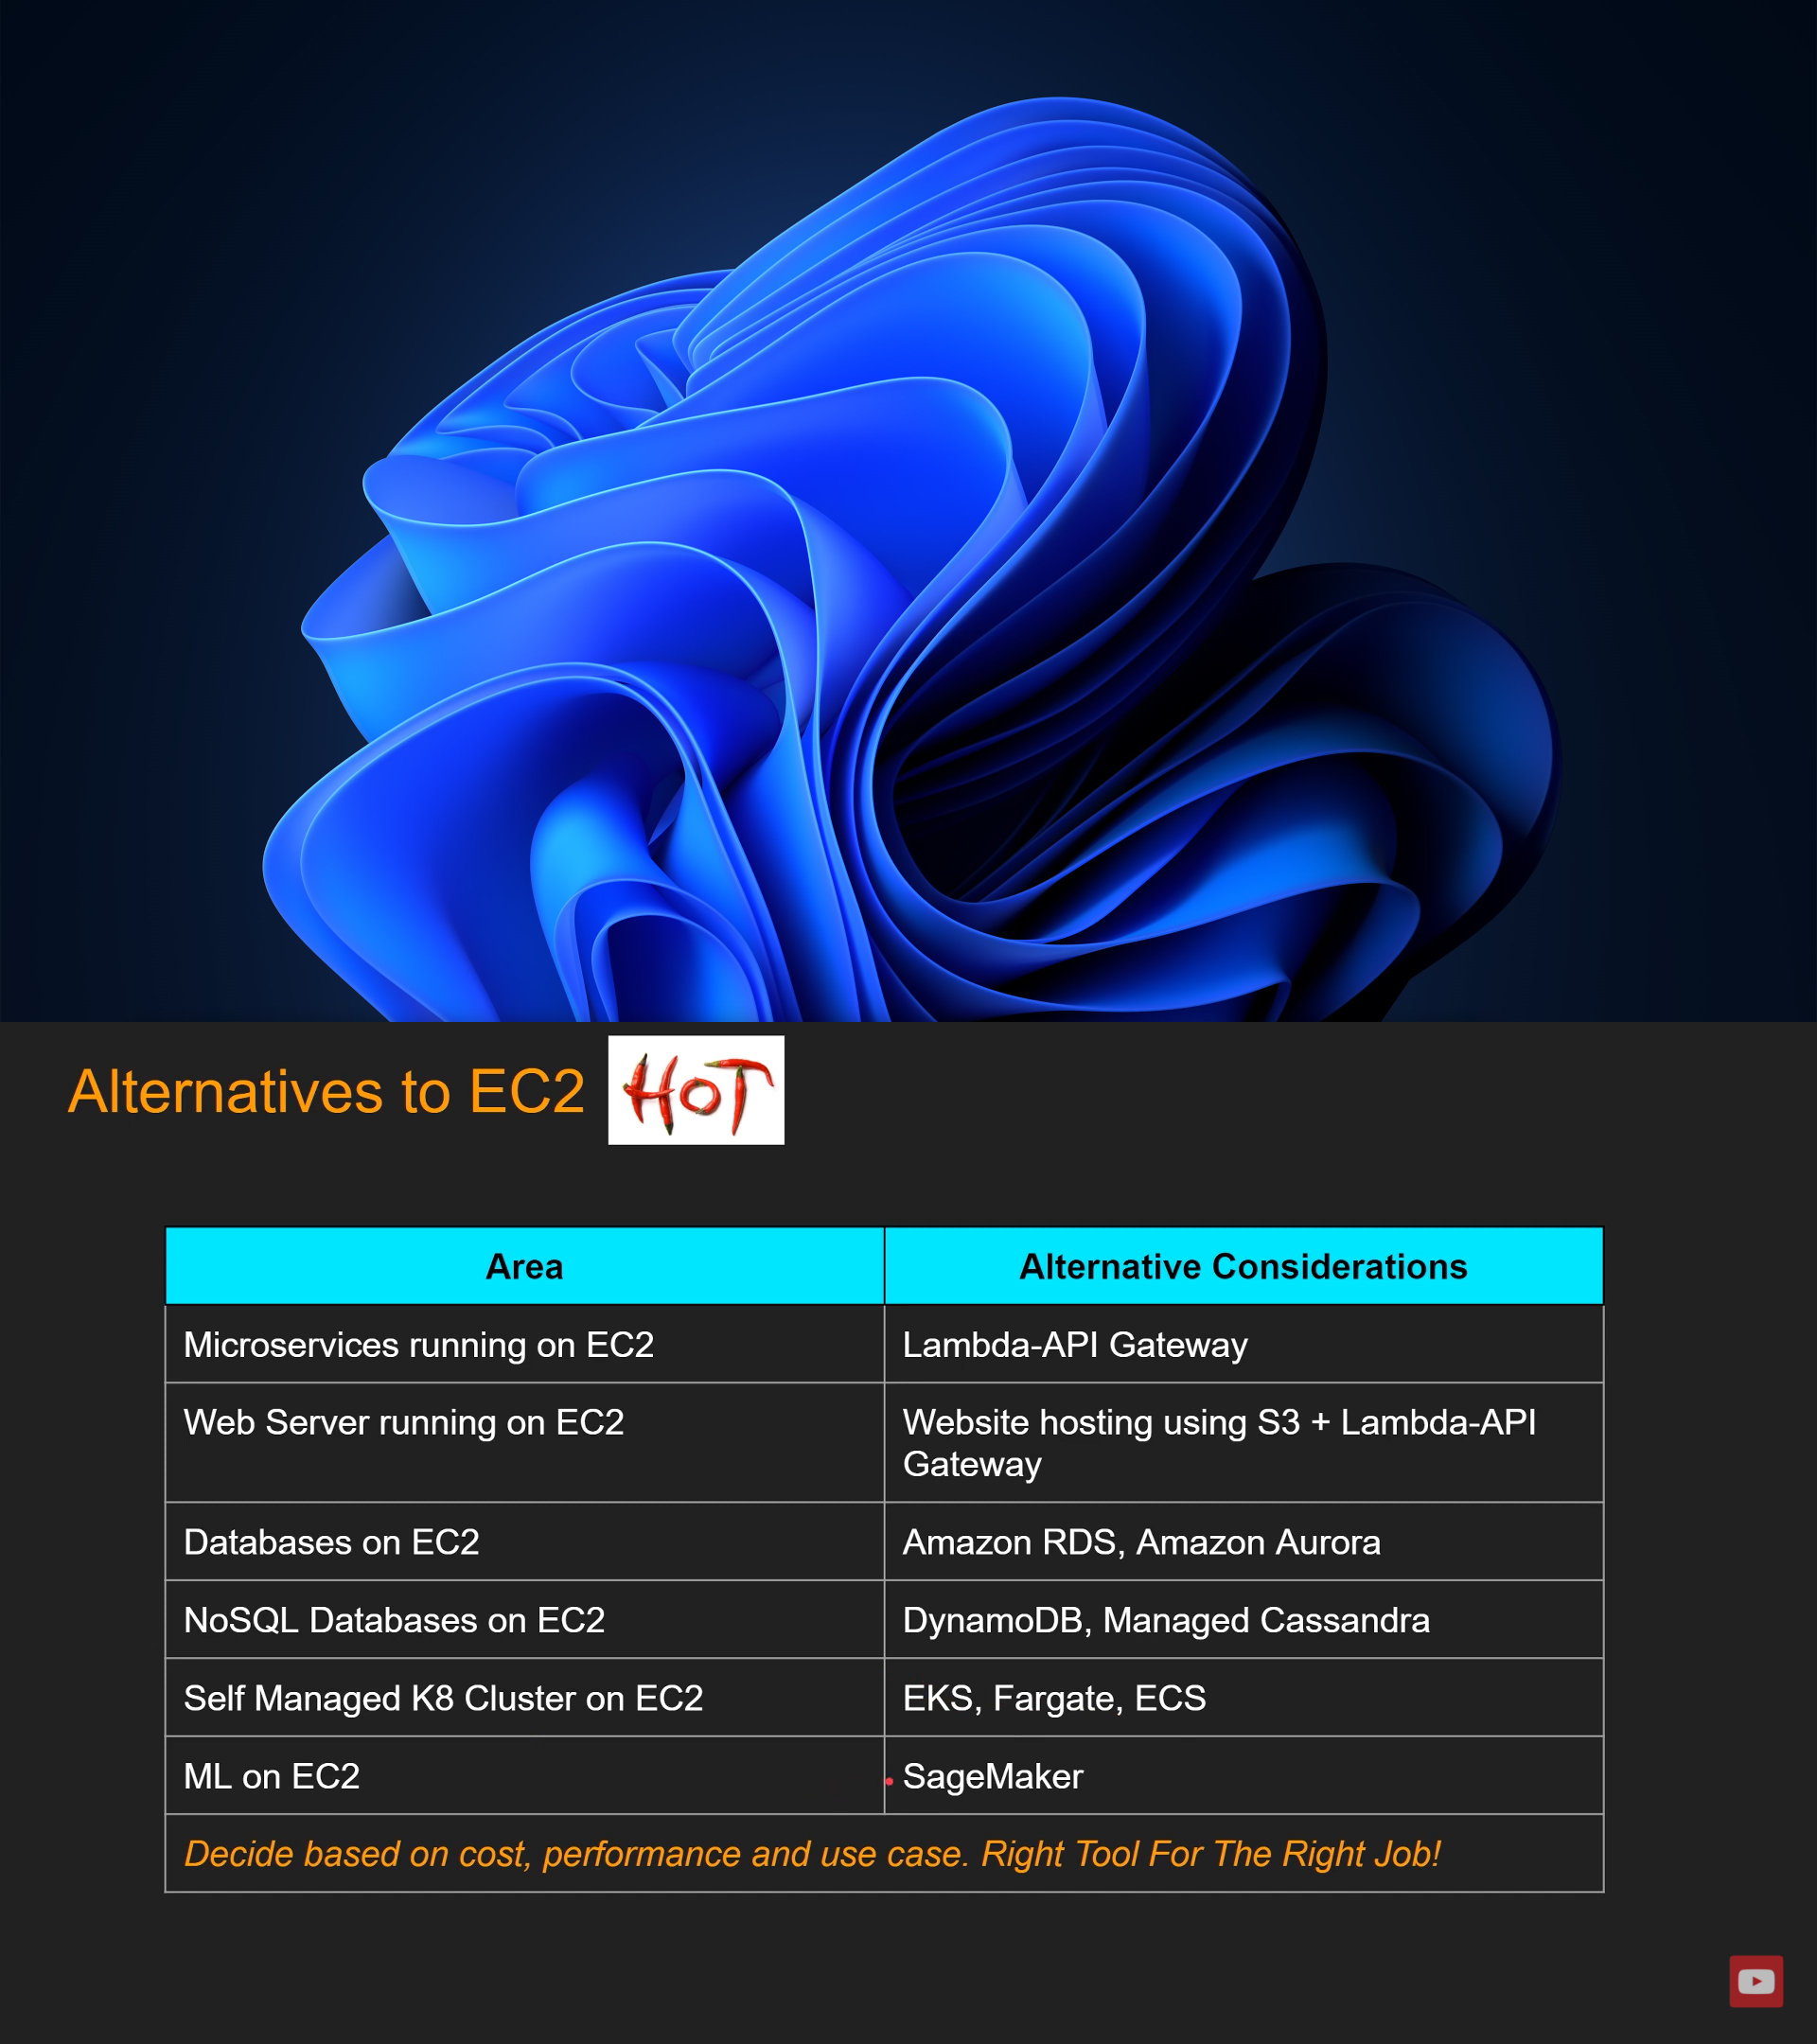 Alternatives to EC2
HOT
Area
Alternative Considerations
Microservices running on EC2
Lambda-API Gateway
Web Server running on EC2
Website hosting using S3 + Lambda-API
Gateway
Databases on EC2
Amazon RDS, Amazon Aurora
NoSQL Databases on EC2
DynamoDB, Managed Cassandra
Self Managed K8 Cluster on EC2
EKS, Fargate, ECS
ML on EC2
SageMaker
Decide based on cost, performance and use case. Right Tool For The Right Job!